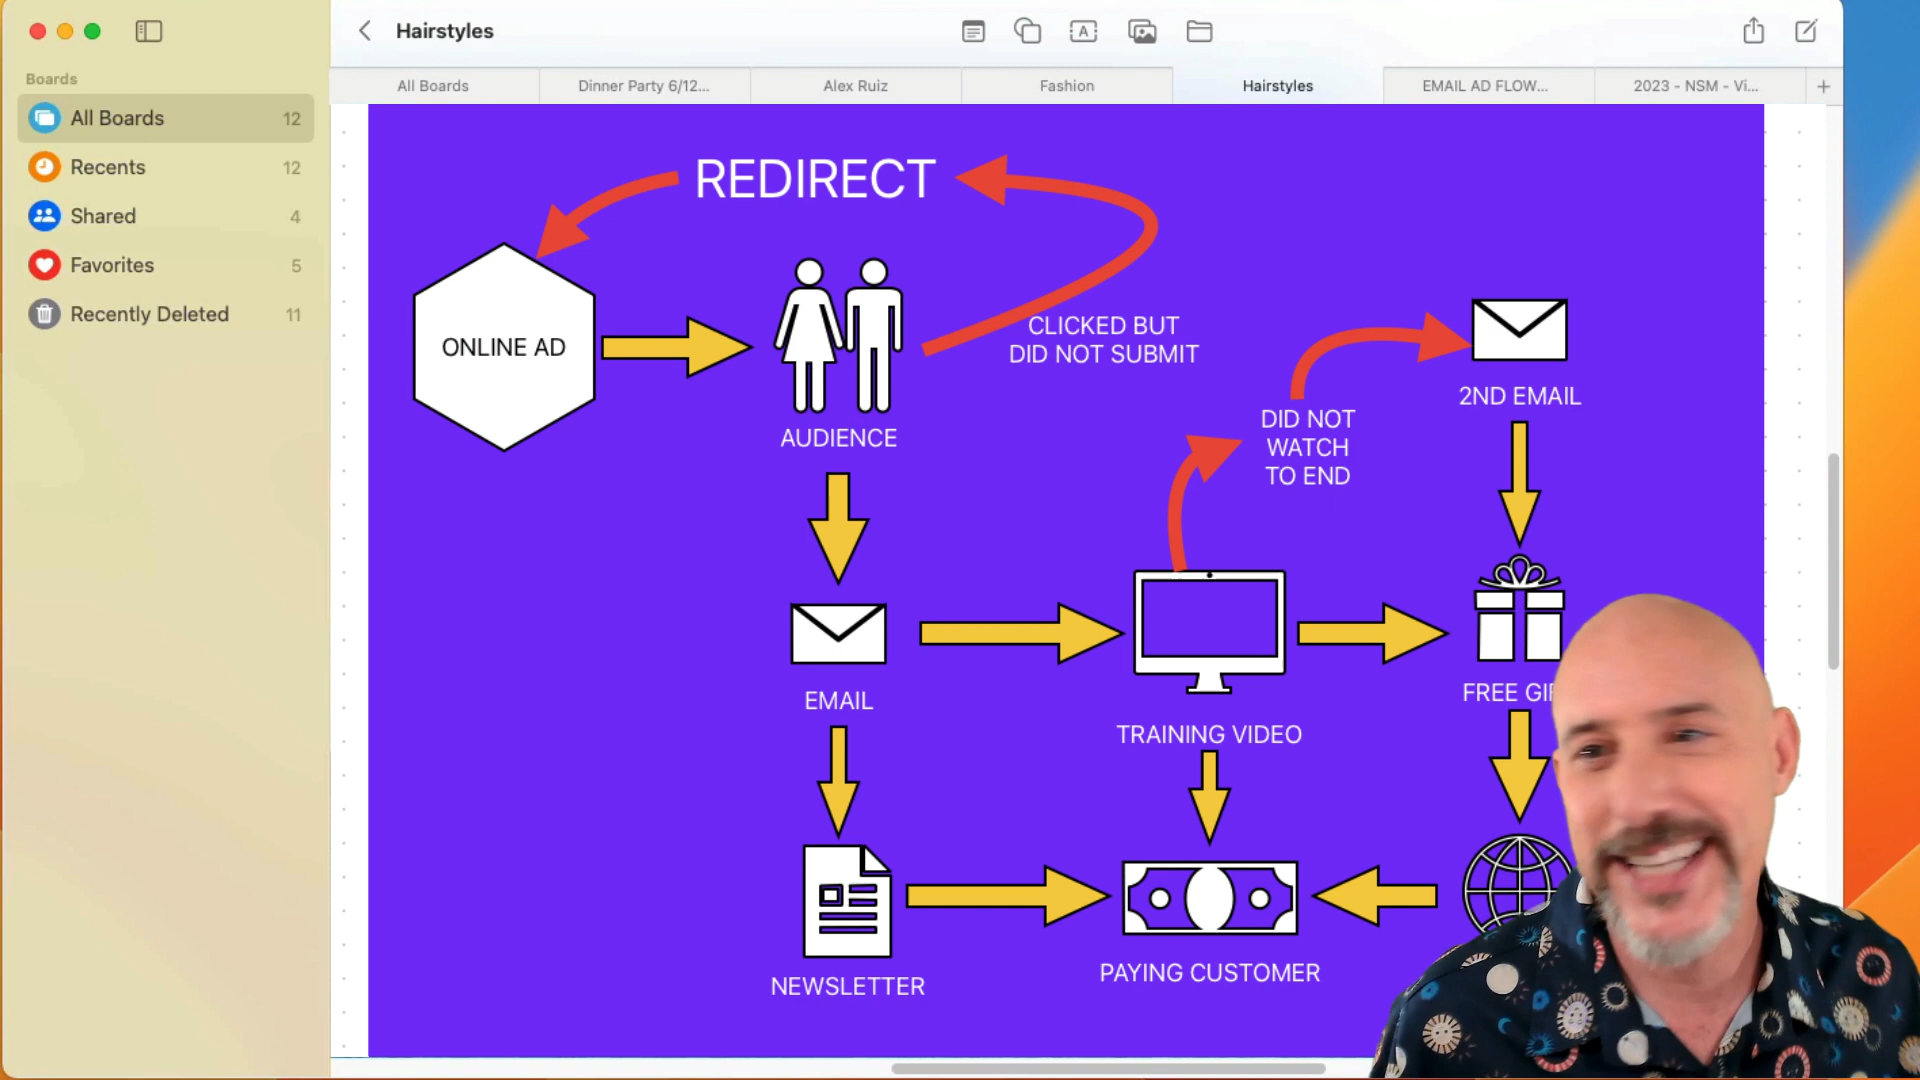 Hairstyles
Boards
All Boards 12
Recents 12
Shared 4
Favorites 5
Recently Deleted 11
All Boards
Dinner Party 6/12...
Alex Ruiz
Fashion
Hairstyles
EMAIL AD FLOW...
2023 - NSM - Vi...
A
REDIRECT
ONLINE AD
AUDIENCE
CLICKED BUT
DID NOT SUBMIT
DID NOT
WATCH
TO END
2ND EMAIL
EMAIL
TRAINING VIDEO
FREE GIF
NEWSLETTER
PAYING CUSTOMER